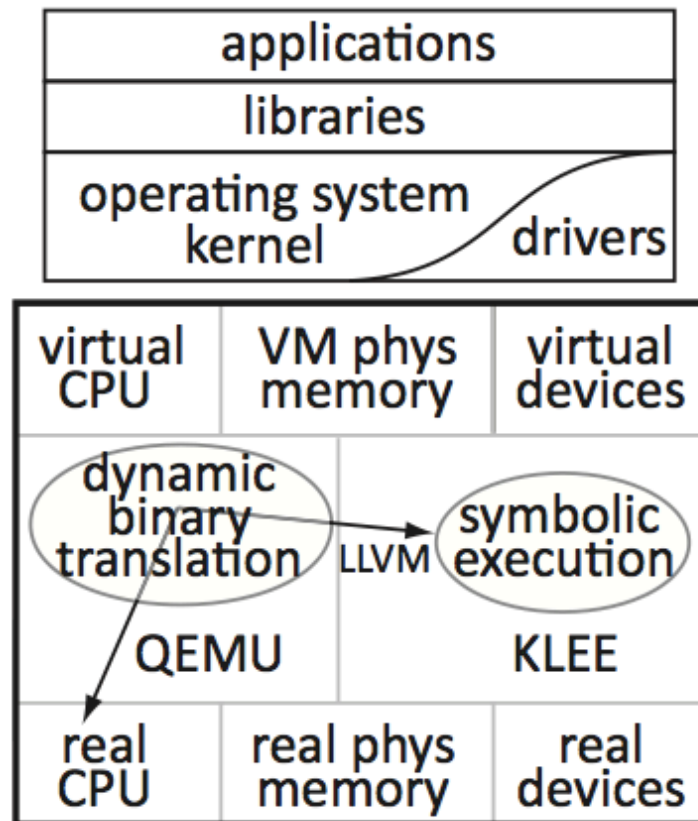 applications
libraries
operating system
kernel
drivers
virtual
CPU
VM phys
memory
virtual
devices
dynamic
binary
translation
LLVM
symbolic
execution
QEMU
KLEE
real
CPU
real phys
memory
real
devices